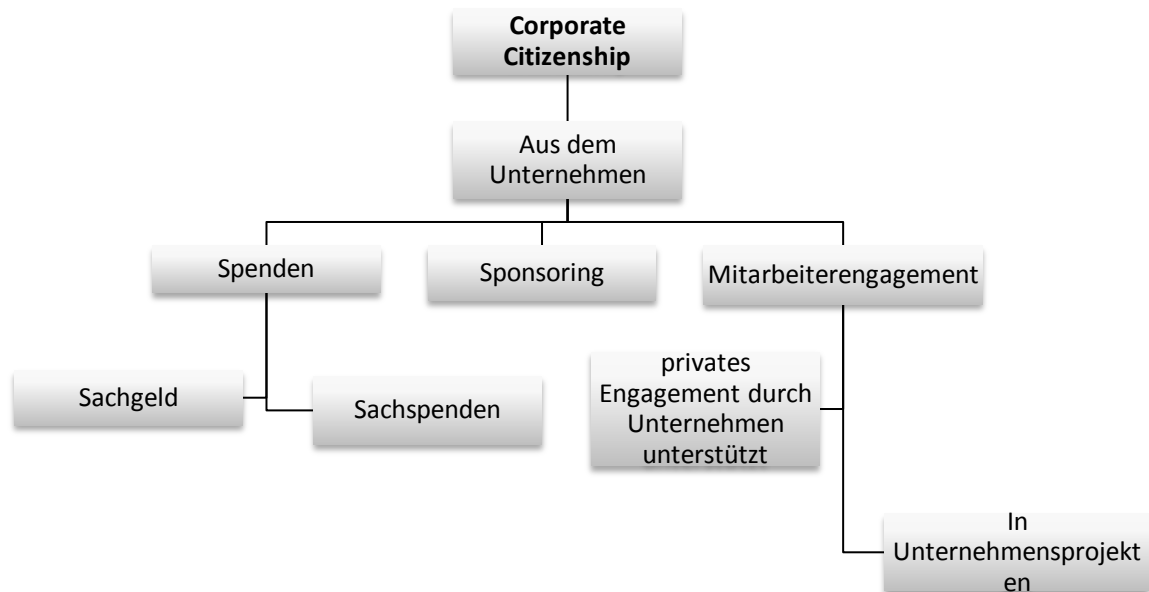 Corporate
Citizenship
Aus dem
Unternehmen
Spenden
Sponsoring
Mitarbeiterengagement
Sachgeld
Sachspenden
privates
Engagement durch
Unternehmen
unterstützt
In
Unternehmensprojekt
en